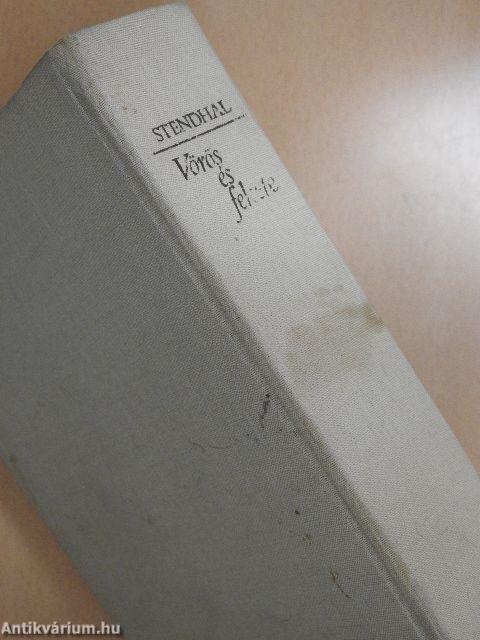 STENDHAL
Vörös
és
fekete
Antikvárium.hu